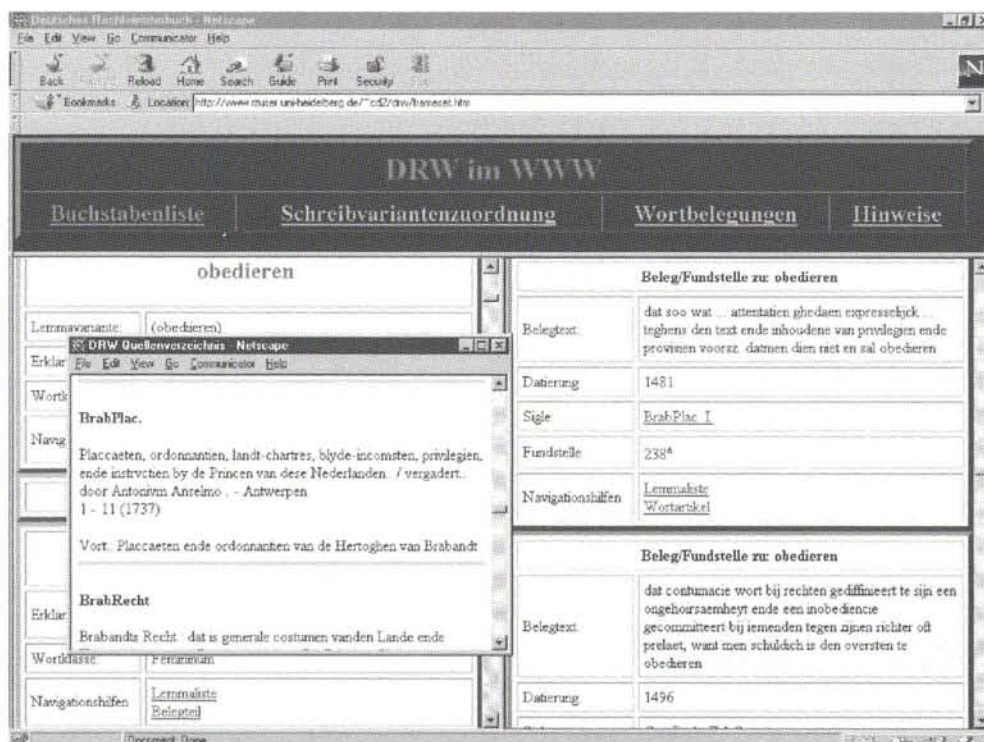 Deutsches Rechtswörterbuch - Netscape
File Edit View Go Communicator Help
Back Reload Home Search Guide Print Security
Bookmarks Location: http://www.rzuser.uni-heidelberg.de/~cd2/drw/frameset.htm
DRW im WWW
Buchstabenliste Schreibvariantenzuordnung Wortbelegungen Hinweise
obedieren
Lemmavariante: (obedieren)
Erklär
Wortk
Navig
Erklär
Wortklasse: Femininum
Navigationshilfen Lemmaliste
Belegteil
DRW Quellenverzeichnis - Netscape
File Edit View Go Communicator Help
BrabPlac.
Placcaeten, ordonnantien, landt-chartres, blyde-incomsten, privilegien,
ende instrvctien by de Princen van dese Nederlanden. / vergadert..
door Antonivm Anselmo . - Antwerpen
1 - 11 (1737)
Vort.: Placcaeten ende ordonnantien van de Hertoghen van Brabandt
BrabRecht
Brabandts Recht : dat is generale costumen vanden Lande ende
Beleg/Fundstelle zu: obedieren
Belegtext: dat soo wat ... attentatien ghedaen expresselijck ...
teghens den text ende inhoudene van privilegien ende
provisien voorsz. datmen dien niet en sal obedieren
Datierung 1481
Sigle: BrabPlac. I
Fundstelle 238ª
Navigationshilfen Lemmaliste
Wortartikel
Beleg/Fundstelle zu: obedieren
Belegtext: dat contumacie wort bij rechten gediffinieert te sijn een
ongehoirsaemheyt ende een inobediencie
gecommitteert bij iemenden tegen zijnen richter oft
prelaet, want men schuldich is den oversten te
obedieren
Datierung 1496
Document: Done